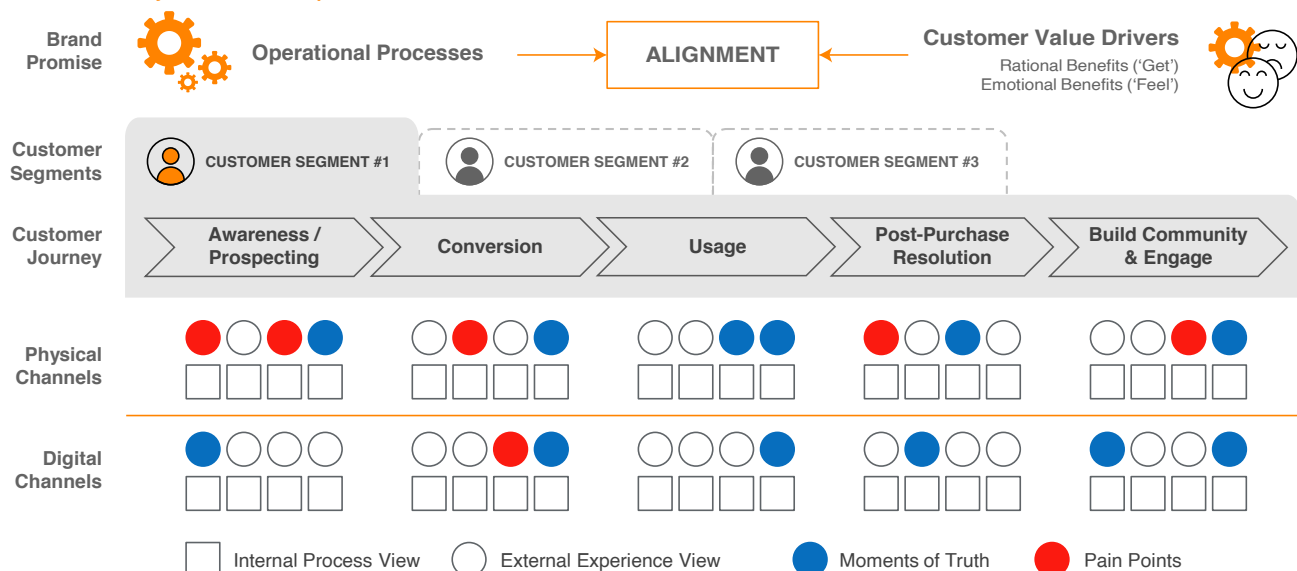 Brand
Promise
Operational Processes
ALIGNMENT
Customer Value Drivers
Rational Benefits (‘Get’)
Emotional Benefits (‘Feel’)
Customer
Segments
CUSTOMER SEGMENT #1
CUSTOMER SEGMENT #2
CUSTOMER SEGMENT #3
Customer
Journey
Awareness /
Prospecting
Conversion
Usage
Post-Purchase
Resolution
Build Community
& Engage
Physical
Channels
Digital
Channels
Internal Process View
External Experience View
Moments of Truth
Pain Points